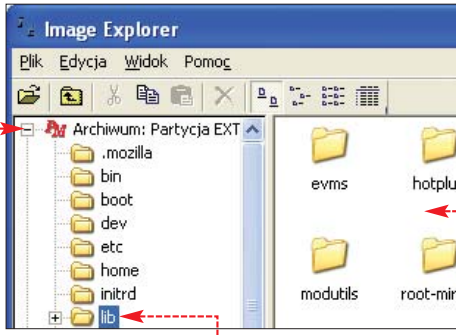 Image Explorer
Plik Edycja Widok Pomoc
PM Archiwum: Partycja EXT
.mozilla
bin
boot
dev
etc
home
initrd
lib
evms
hotplu
modutils
root-mir